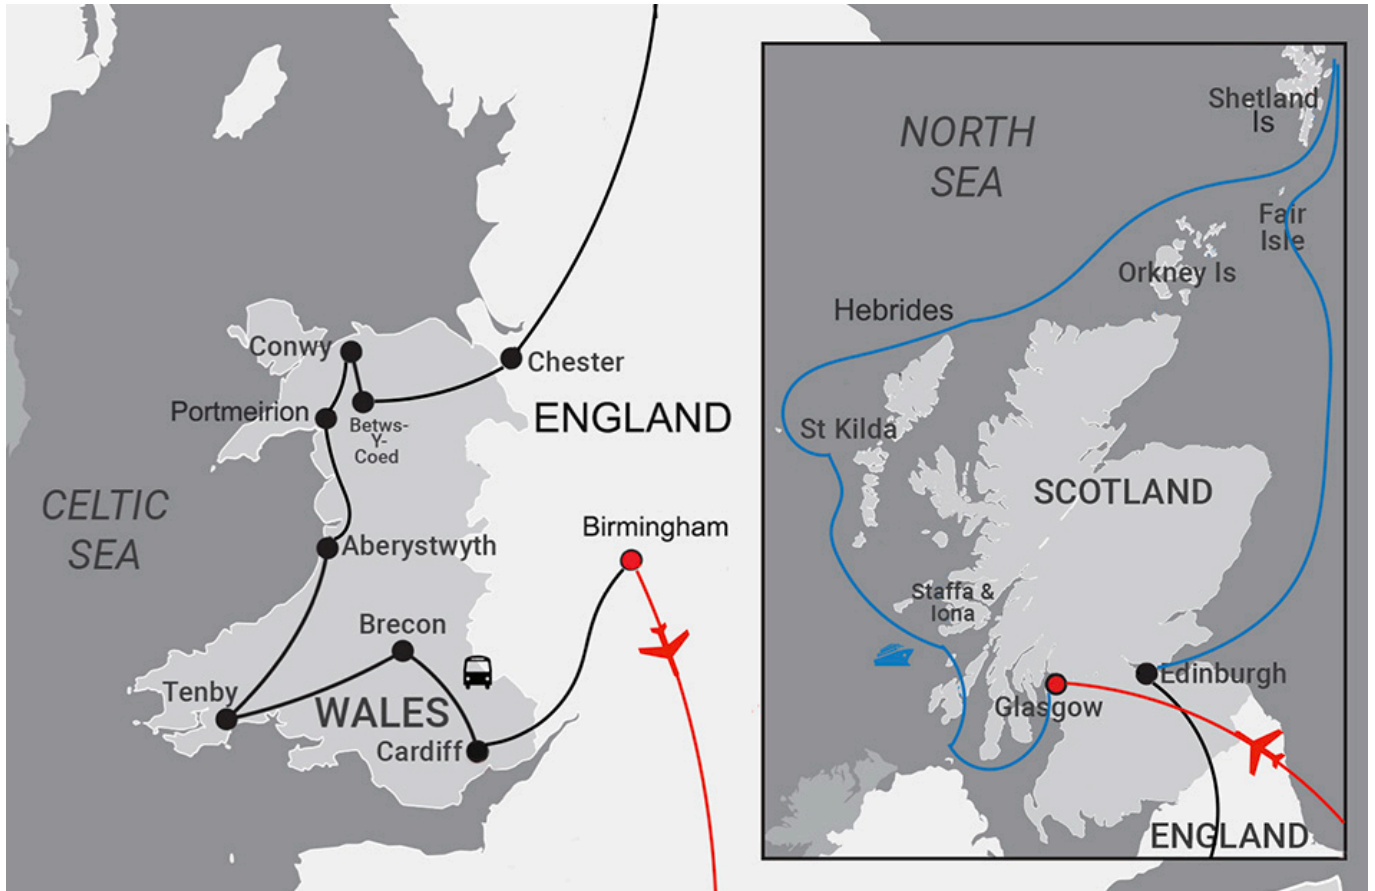 NORTH
SEA
Shetland
Is
Fair
Isle
Orkney Is
Hebrides
St Kilda
SCOTLAND
Staffa &
Iona
Edinburgh
Glasgow
ENGLAND
Conwy
Chester
Portmeirion
Betws-
Y-
Coed
ENGLAND
CELTIC
SEA
Birmingham
Aberystwyth
Brecon
Tenby
WALES
Cardiff